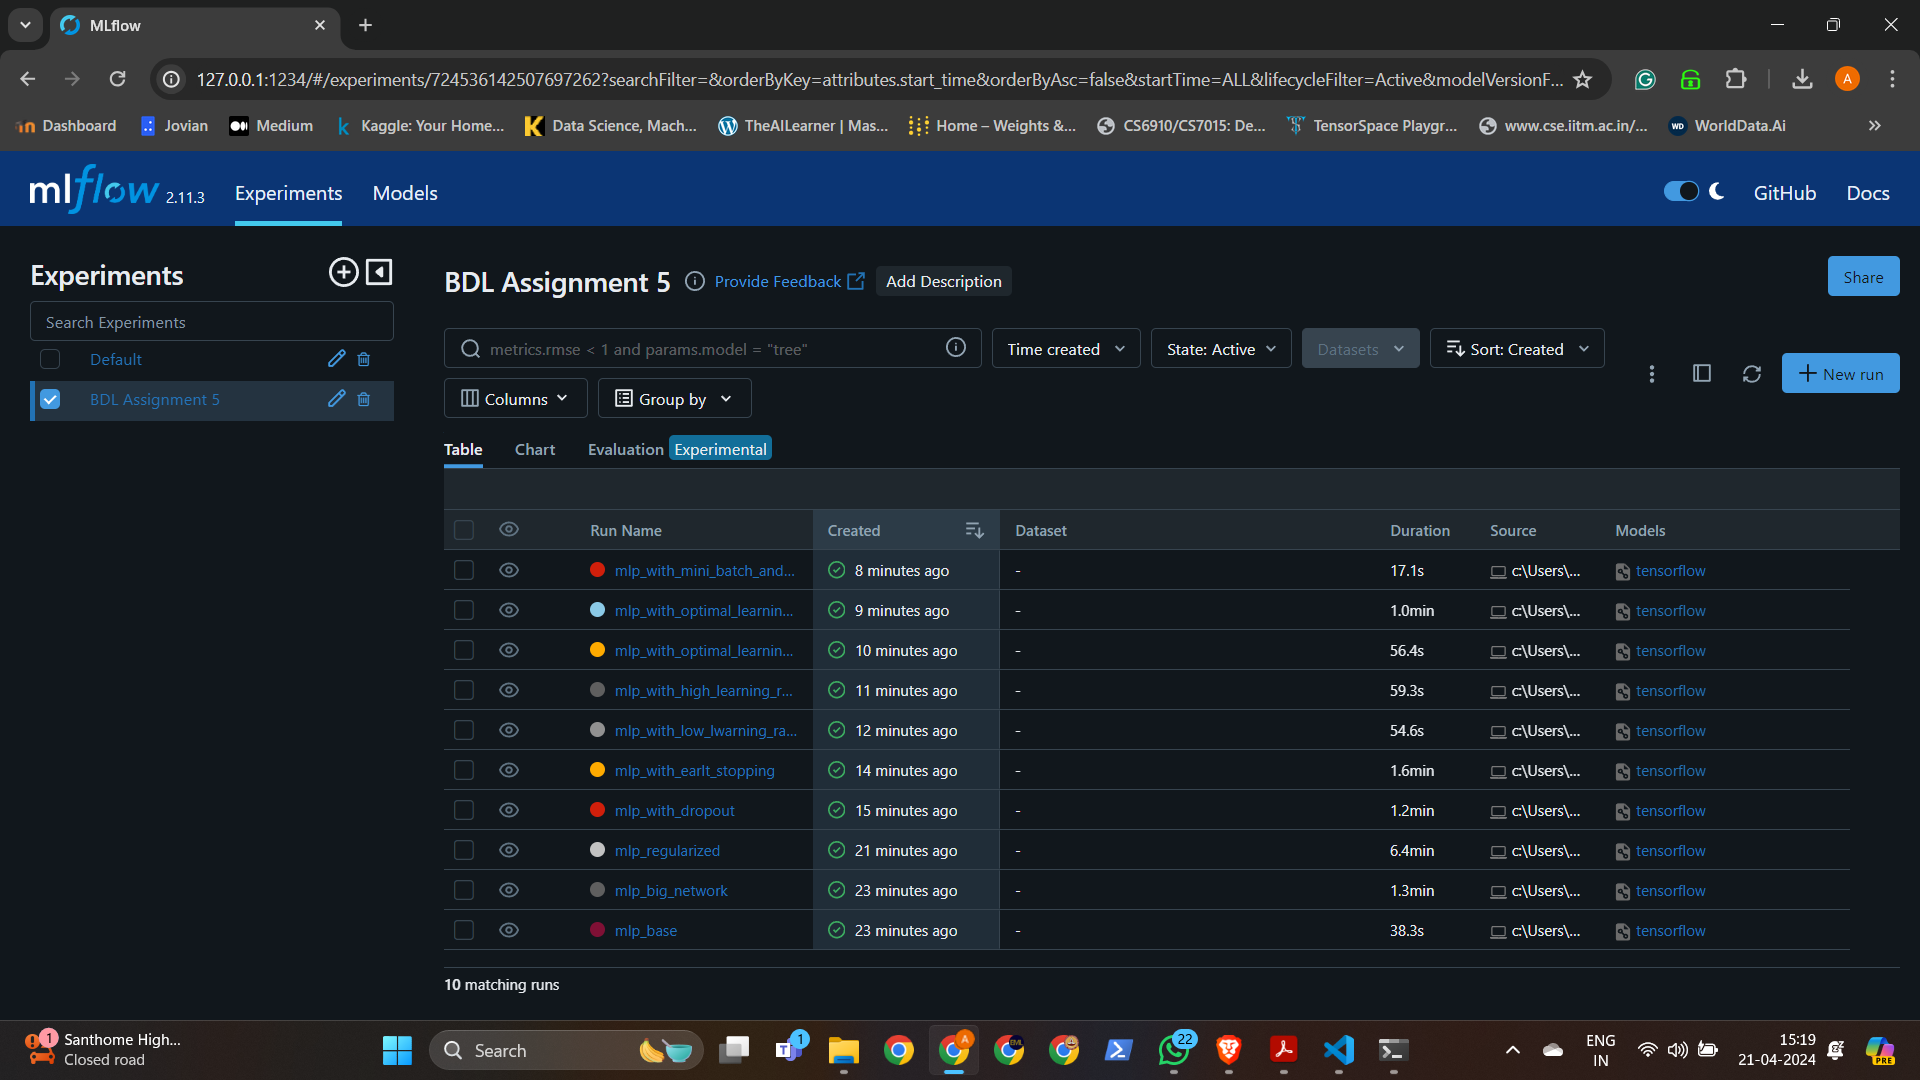 MLflow
127.0.0.1:1234/#/experiments/724536142507697262?searchFilter=&orderByKey=attributes.start_time&orderByAsc=false&startTime=ALL&lifecycleFilter=Active&modelVersionF...
A
Dashboard Jovian Medium Kaggle: Your Home... Data Science, Mach... TheAILearner | Mas... Home – Weights &... CS6910/CS7015: De... TensorSpace Playgr... www.cse.iitm.ac.in/... WorldData.Ai
mlflow 2.11.3 Experiments Models GitHub Docs
Experiments
Search Experiments
Default
BDL Assignment 5
BDL Assignment 5 Provide Feedback Add Description Share
metrics.rmse < 1 and params.model = "tree" Time created State: Active Datasets Sort: Created
New run
Columns Group by
Table Chart Evaluation Experimental
Run Name Created Dataset Duration Source Models
mlp_with_mini_batch_and... 8 minutes ago - 17.1s c:\Users\... tensorflow
mlp_with_optimal_learnin... 9 minutes ago - 1.0min c:\Users\... tensorflow
mlp_with_optimal_learnin... 10 minutes ago - 56.4s c:\Users\... tensorflow
mlp_with_high_learning_r... 11 minutes ago - 59.3s c:\Users\... tensorflow
mlp_with_low_lwarning_ra... 12 minutes ago - 54.6s c:\Users\... tensorflow
mlp_with_earlt_stopping 14 minutes ago - 1.6min c:\Users\... tensorflow
mlp_with_dropout 15 minutes ago - 1.2min c:\Users\... tensorflow
mlp_regularized 21 minutes ago - 6.4min c:\Users\... tensorflow
mlp_big_network 23 minutes ago - 1.3min c:\Users\... tensorflow
mlp_base 23 minutes ago - 38.3s c:\Users\... tensorflow
10 matching runs
1 Santhome High...
Closed road
Search
1
A
22
ENG
IN
15:19
21-04-2024
PRE